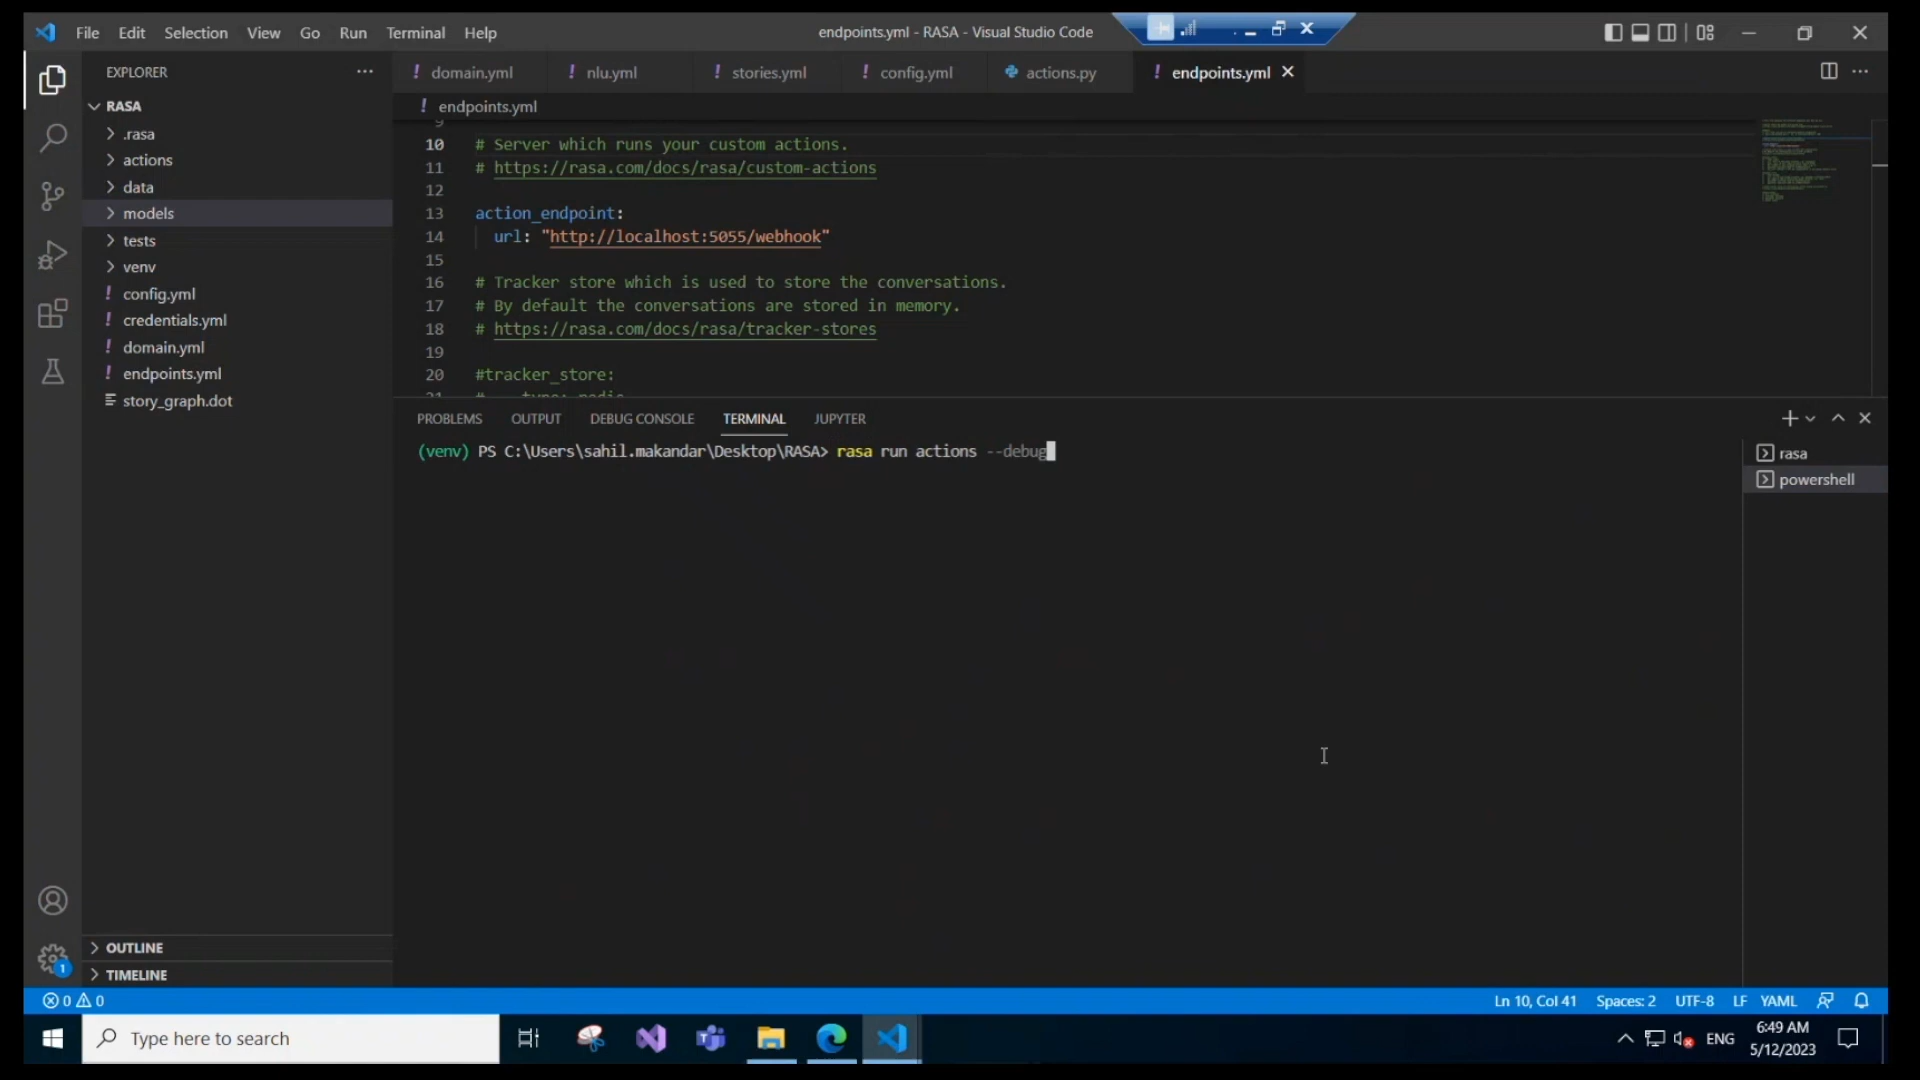 File Edit Selection View Go Run Terminal Help
endpoints.yml - RASA - Visual Studio Code
EXPLORER
domain.yml nlu.yml stories.yml config.yml actions.py endpoints.yml
endpoints.yml
RASA
.rasa
actions
data
models
tests
venv
config.yml
credentials.yml
domain.yml
endpoints.yml
story_graph.dot
OUTLINE
TIMELINE
9
10 # Server which runs your custom actions.
11 # https://rasa.com/docs/rasa/custom-actions
12
13 action_endpoint:
14 url: "http://localhost:5055/webhook"
15
16 # Tracker store which is used to store the conversations.
17 # By default the conversations are stored in memory.
18 # https://rasa.com/docs/rasa/tracker-stores
19
20 #tracker_store:
21 # type: redis
PROBLEMS OUTPUT DEBUG CONSOLE TERMINAL JUPYTER
(venv) PS C:\Users\sahil.makandar\Desktop\RASA> rasa run actions --debug
rasa
powershell
1
0 0
Ln 10, Col 41 Spaces: 2 UTF-8 LF YAML
Type here to search
ENG
6:49 AM
5/12/2023